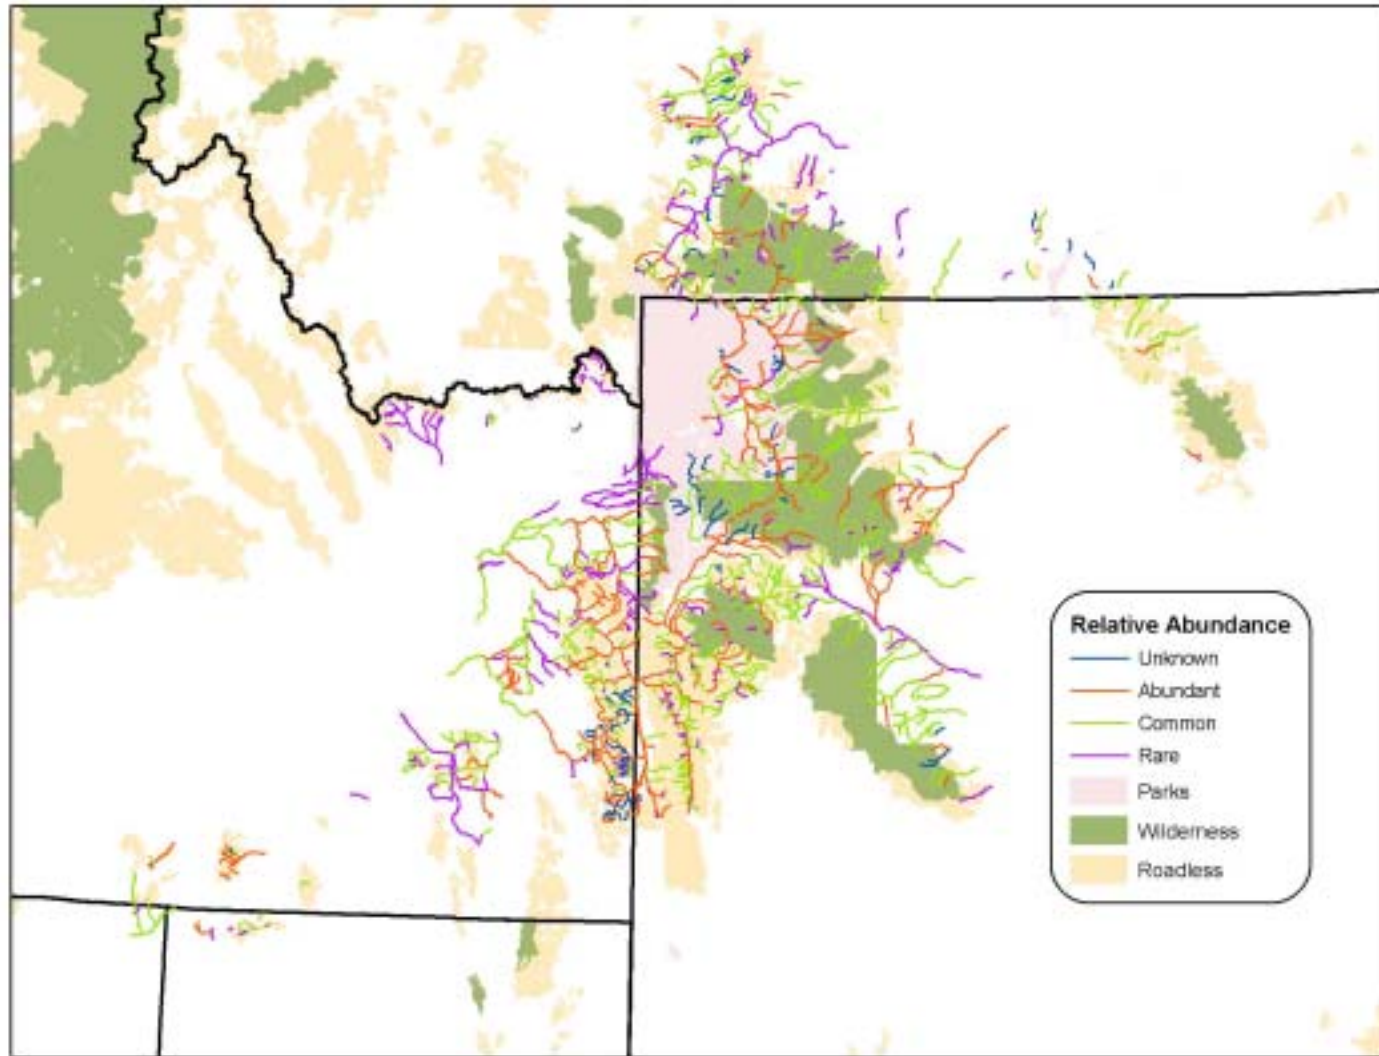 Relative Abundance
Unknown
Abundant
Common
Rare
Parks
Wilderness
Roadless